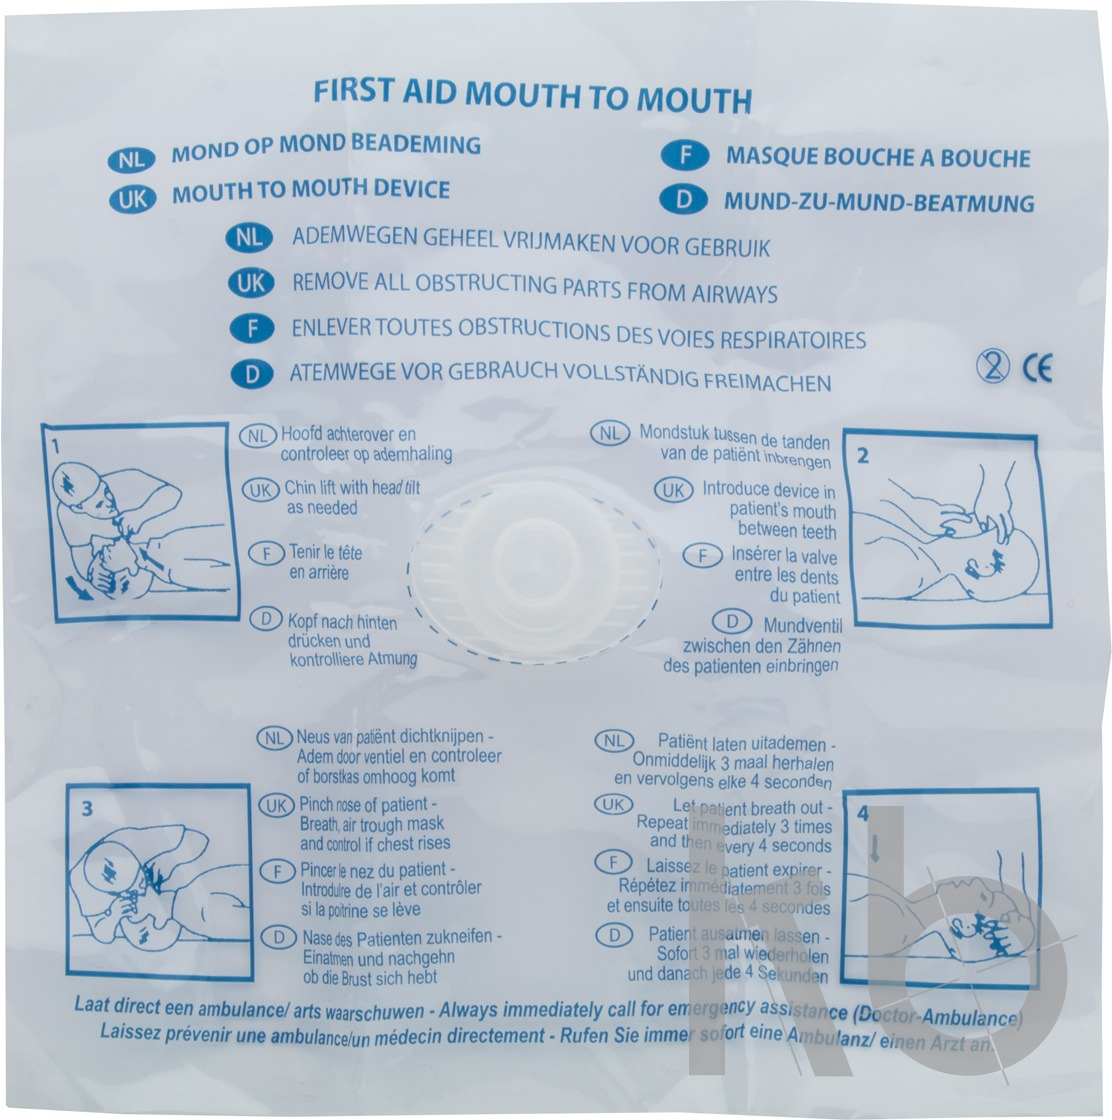 FIRST AID MOUTH TO MOUTH
NL MOND OP MOND BEADEMING
UK MOUTH TO MOUTH DEVICE
F MASQUE BOUCHE A BOUCHE
D MUND-ZU-MUND-BEATMUNG
NL ADEMWEGEN GEHEEL VRIJMAKEN VOOR GEBRUIK
UK REMOVE ALL OBSTRUCTING PARTS FROM AIRWAYS
F ENLEVER TOUTES OBSTRUCTIONS DES VOIES RESPIRATOIRES
D ATEMWEGE VOR GEBRAUCH VOLLSTÄNDIG FREIMACHEN
2 CE
1
NL Hoofd achterover en
controleer op ademhaling
UK Chin lift with head tilt
as needed
F Tenir le tête
en arrière
D Kopf nach hinten
drücken und
kontrolliere Atmung
2
NL Mondstuk tussen de tanden
van de patiënt inbrengen
UK Introduce device in
patient's mouth
between teeth
F Insérer la valve
entre les dents
du patient
D Mundventil
zwischen den Zähnen
des patienten einbringen
3
NL Neus van patiënt dichtknijpen -
Adem door ventiel en controleer
of borstkas omhoog komt
UK Pinch nose of patient -
Breath, air trough mask
and control if chest rises
F Pincer le nez du patient -
Introduire de l'air et contrôler
si la poitrine se lève
D Nase des Patienten zukneifen -
Einatmen und nachgehn
ob die Brust sich hebt
4
NL Patiënt laten uitademen -
Onmiddelijk 3 maal herhalen
en vervolgens elke 4 seconden
UK Let patient breath out -
Repeat immediately 3 times
and then every 4 seconds
F Laissez le patient expirer -
Répétez immédiatement 3 fois
et ensuite toutes les 4 secondes
D Patient ausatmen lassen -
Sofort 3 mal wiederholen
und danach jede 4 Sekunden
Laat direct een ambulance/ arts waarschuwen - Always immediately call for emergency assistance (Doctor-Ambulance)
Laissez prévenir une ambulance/un médecin directement - Rufen Sie immer sofort eine Ambulanz/ einen Arzt an.
hb